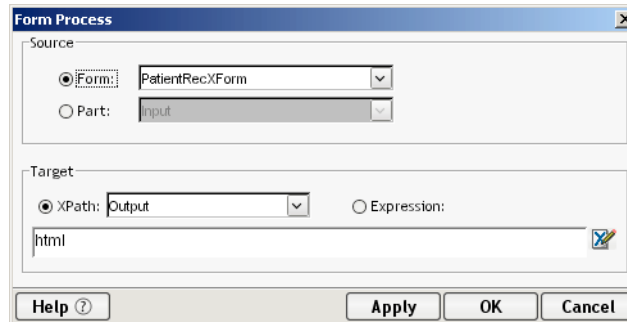 Form Process
Source
Form: PatientRecXForm
Part: Input
Target
XPath: Output Expression:
html
Help ? Apply OK Cancel